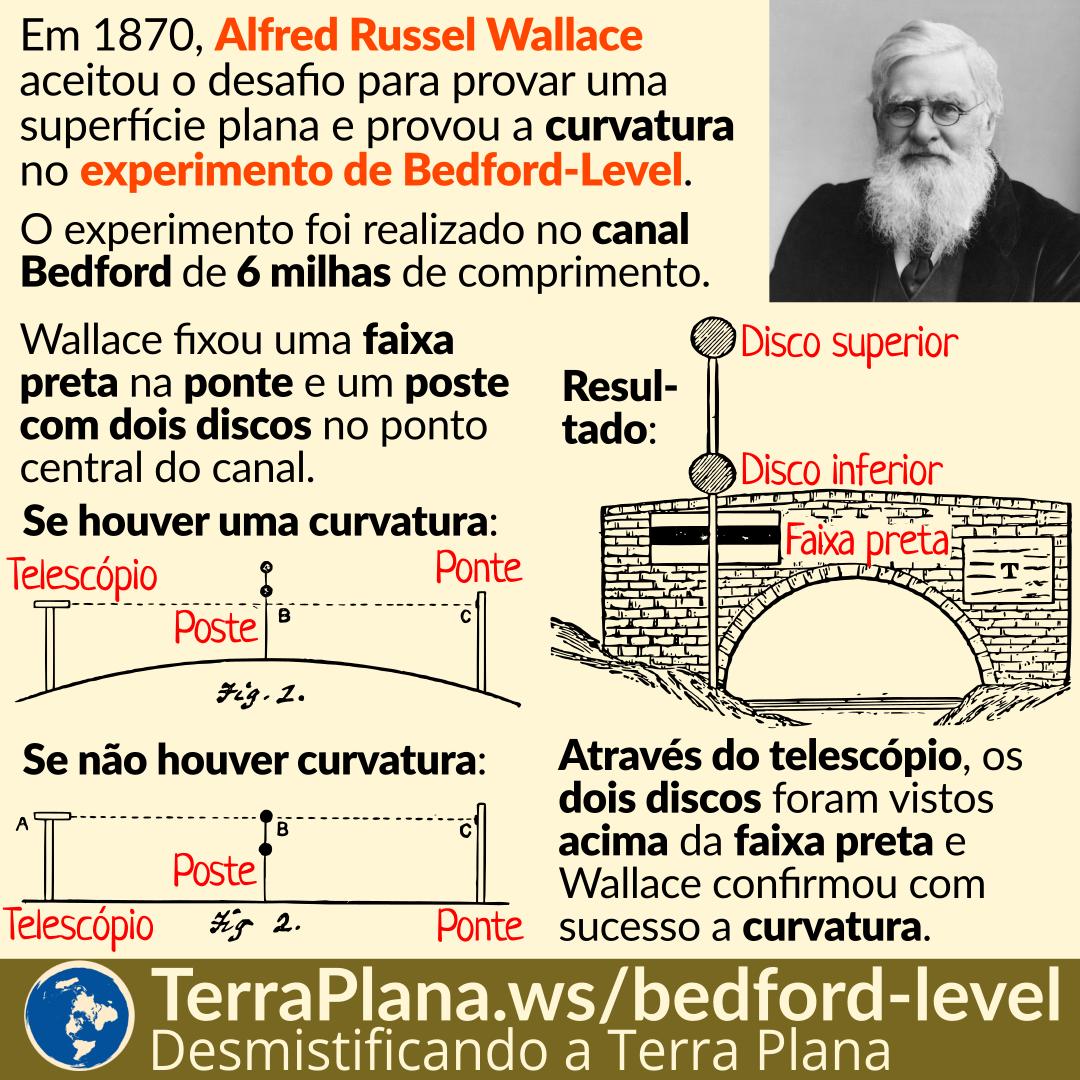 Em 1870, Alfred Russel Wallace
aceitou o desafio para provar uma
superfície plana e provou a curvatura
no experimento de Bedford-Level.
O experimento foi realizado no canal
Bedford de 6 milhas de comprimento.
Wallace fixou uma faixa
preta na ponte e um poste
com dois discos no ponto
central do canal.
Se houver uma curvatura:
Telescópio
Ponte
Poste
B
C
Fig. 1.
Se não houver curvatura:
A
B
C
Poste
Telescópio
Fig 2.
Ponte
Resul-
tado:
Disco superior
Disco inferior
Faixa preta
T
Através do telescópio, os
dois discos foram vistos
acima da faixa preta e
Wallace confirmou com
sucesso a curvatura.
TerraPlana.ws/bedford-level
Desmistificando a Terra Plana